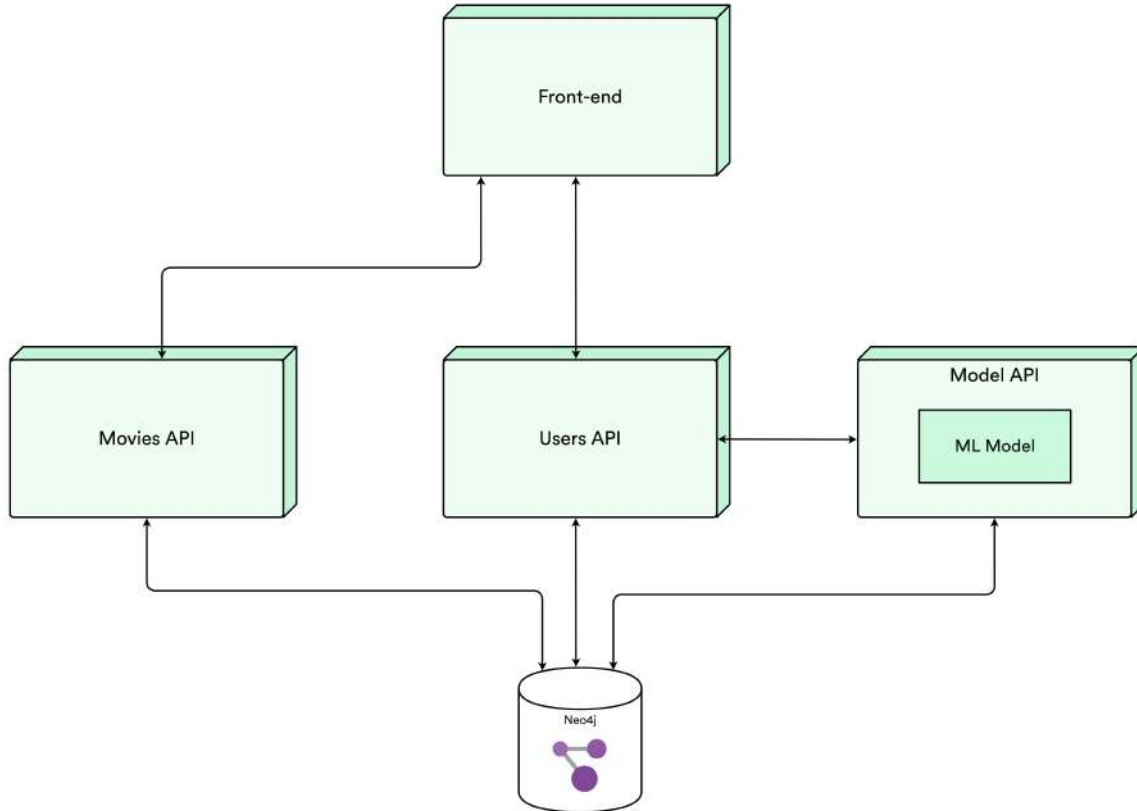 Front-end
Movies API
Users API
Model API
ML Model
Neo4j